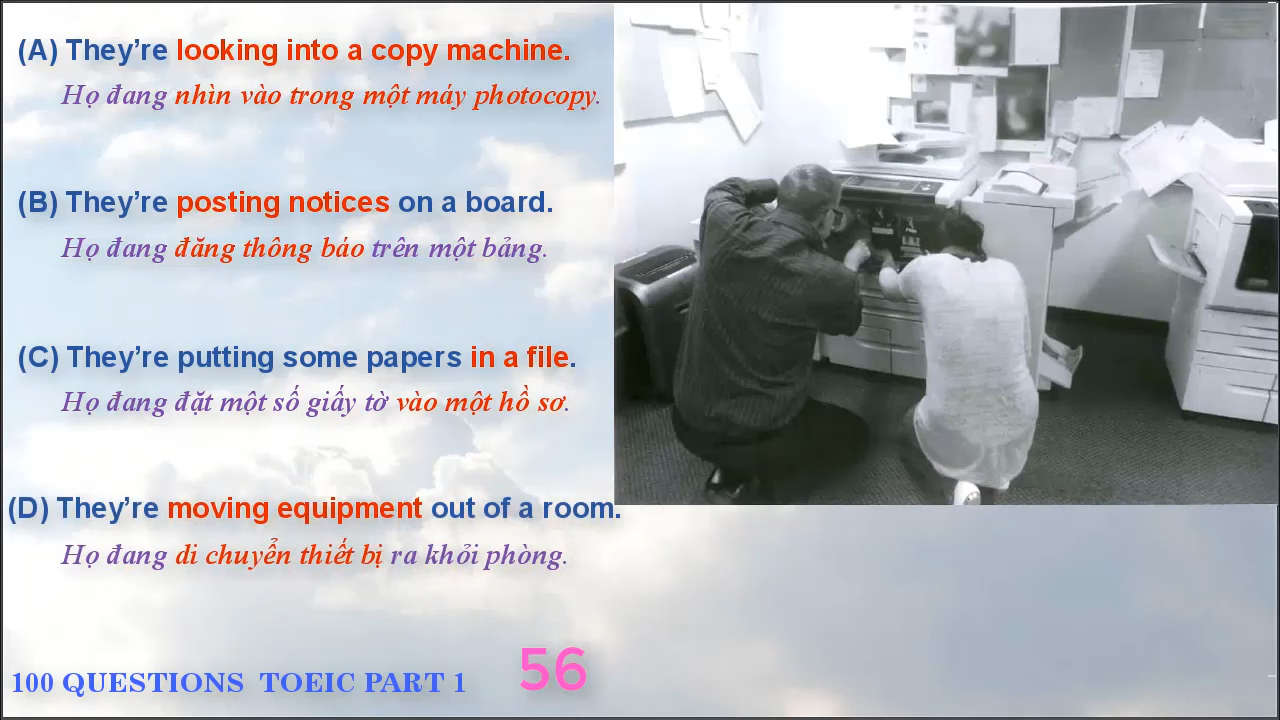 (A) They’re looking into a copy machine.
Họ đang nhìn vào trong một máy photocopy.
(B) They’re posting notices on a board.
Họ đang đăng thông báo trên một bảng.
(C) They’re putting some papers in a file.
Họ đang đặt một số giấy tờ vào một hồ sơ.
(D) They’re moving equipment out of a room.
Họ đang di chuyển thiết bị ra khỏi phòng.
100 QUESTIONS TOEIC PART 1
56